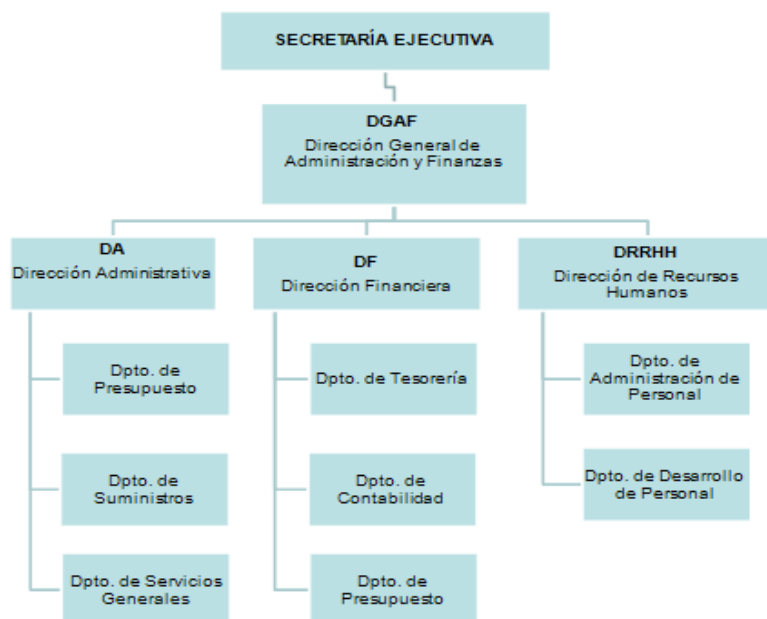 SECRETARÍA EJECUTIVA
DGAF
Dirección General de
Administración y Finanzas
DA
Dirección Administrativa
Dpto. de
Presupuesto
Dpto. de
Suministros
Dpto. de Servicios
Generales
DF
Dirección Financiera
Dpto. de Tesorería
Dpto. de
Contabilidad
Dpto. de
Presupuesto
DRRHH
Dirección de Recursos
Humanos
Dpto. de
Administración de
Personal
Dpto. de Desarrollo
de Personal